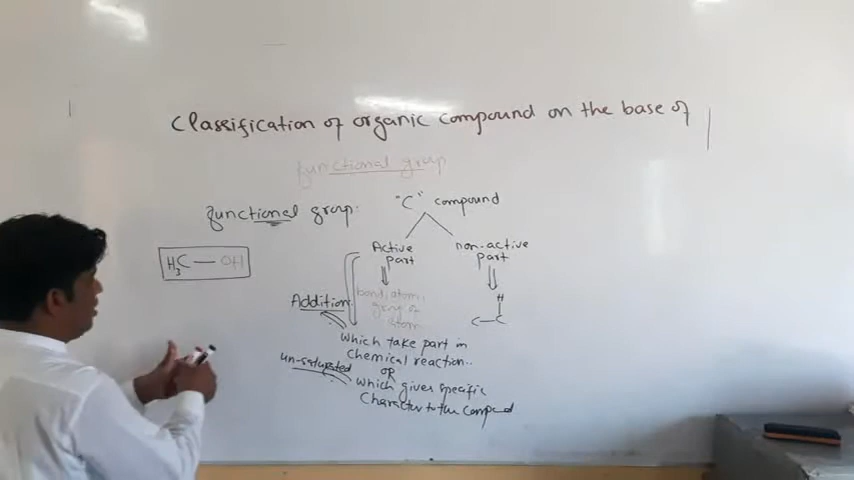 Classification of organic compound on the base of
functional group
functional group:
"C" compound
Active part
non-active part
H3C — OH
bond, atom,
group of
atom
H
C—C
Addition
which take part in
chemical reaction..
or
un-saturated
which gives specific
Character to the compound